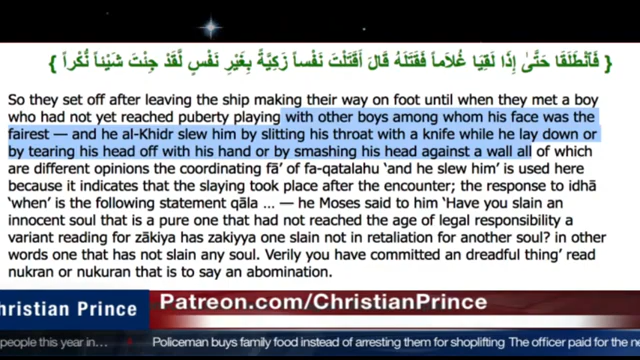 { فَٱنْطَلَقَا حَتَّىٰ إِذَا لَقِيَا غُلاَماً فَقَتَلَهُ قَالَ أَقَتَلْتَ نَفْساً زَكِيَّةً بِغَيْرِ نَفْسٍ لَّقَدْ جِئْتَ شَيْئاً نُّكْراً }
So they set off after leaving the ship making their way on foot until when they met a boy
who had not yet reached puberty playing with other boys among whom his face was the
fairest — and he al-Khidr slew him by slitting his throat with a knife while he lay down or
by tearing his head off with his hand or by smashing his head against a wall all of which
are different opinions the coordinating fā' of fa-qatalahu 'and he slew him' is used here
because it indicates that the slaying took place after the encounter; the response to idhā
'when' is the following statement qāla … — he Moses said to him 'Have you slain an
innocent soul that is a pure one that had not reached the age of legal responsibility a
variant reading for zākiya has zakiyya one slain not in retaliation for another soul? in other
words one that has not slain any soul. Verily you have committed an dreadful thing' read
nukran or nukuran that is to say an abomination.
Christian Prince
Patreon.com/ChristianPrince
people this year in…
Policeman buys family food instead of arresting them for shoplifting The officer paid for the